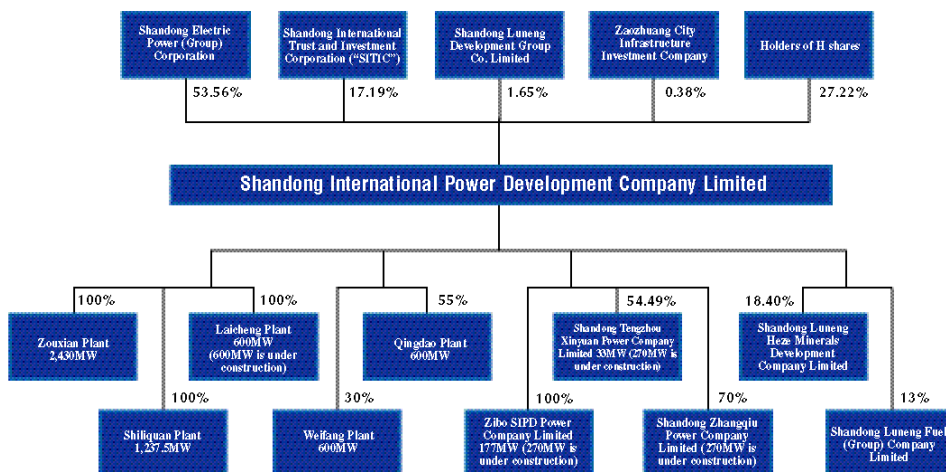 Shandong Electric
Power (Group)
Corporation
Shandong International
Trust and Investment
Corporation (“SITIC”)
Shandong Luneng
Development Group
Co. Limited
Zaozhuang City
Infrastructure
Investment Company
Holders of H shares
53.56%
17.19%
1.65%
0.38%
27.22%
Shandong International Power Development Company Limited
100%
Zouxian Plant
2,430MW
100%
Shiliquan Plant
1,237.5MW
100%
Laicheng Plant
600MW
(600MW is under
construction)
30%
Weifang Plant
600MW
55%
Qingdao Plant
600MW
100%
Zibo SIPD Power
Company Limited
177MW (270MW is
under construction)
54.49%
Shandong Tengzhou
Xinyuan Power Company
Limited 33MW (270MW is
under construction)
70%
Shandong Zhangqiu
Power Company
Limited (270MW is
under construction)
18.40%
Shandong Luneng
Heze Minerals
Development
Company Limited
13%
Shandong Luneng Fuel
(Group) Company
Limited